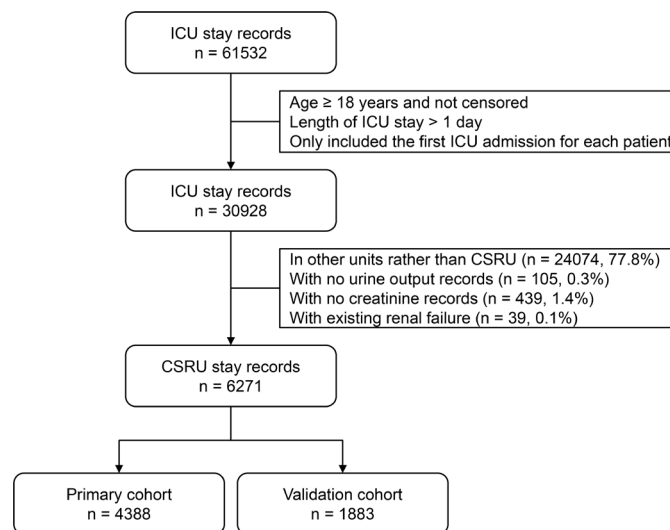 ICU stay records
n = 61532
Age ≥ 18 years and not censored
Length of ICU stay > 1 day
Only included the first ICU admission for each patient
ICU stay records
n = 30928
In other units rather than CSRU (n = 24074, 77.8%)
With no urine output records (n = 105, 0.3%)
With no creatinine records (n = 439, 1.4%)
With existing renal failure (n = 39, 0.1%)
CSRU stay records
n = 6271
Primary cohort
n = 4388
Validation cohort
n = 1883